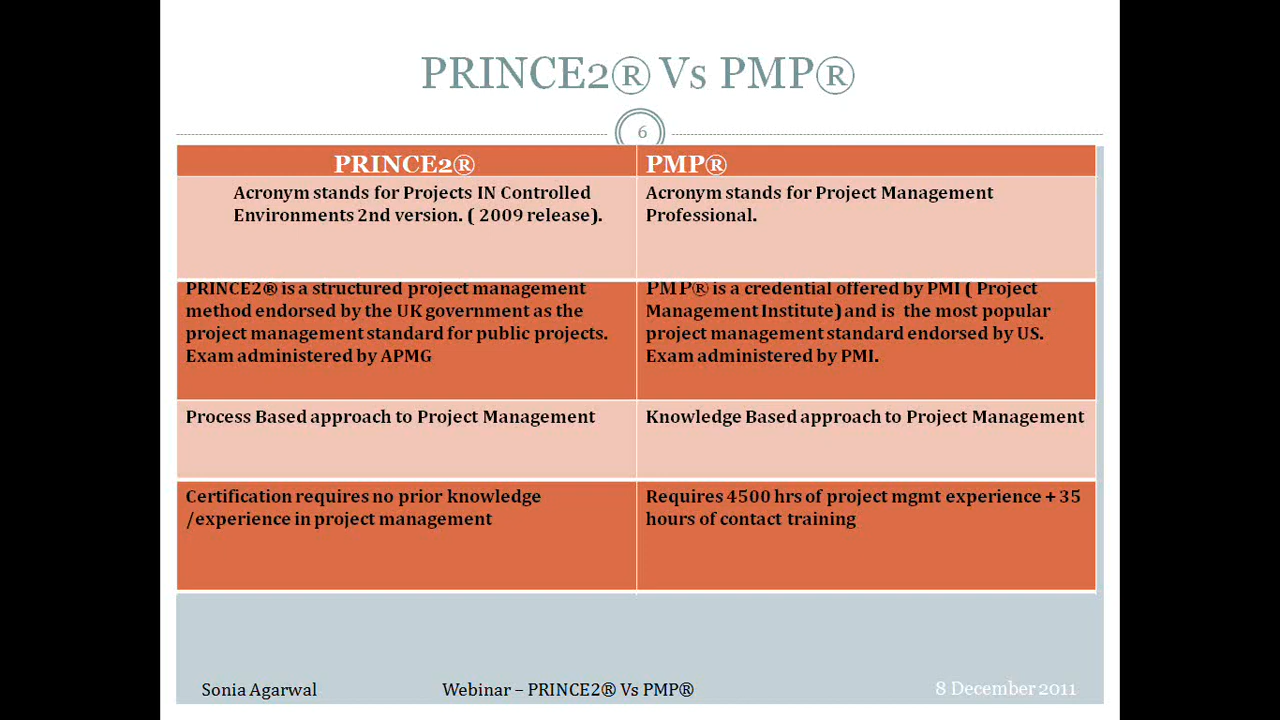 PRINCE2® Vs PMP®
6
PRINCE2®
PMP®
Acronym stands for Projects IN Controlled
Environments 2nd version. ( 2009 release).
Acronym stands for Project Management
Professional.
PRINCE2® is a structured project management
method endorsed by the UK government as the
project management standard for public projects.
Exam administered by APMG
PMP® is a credential offered by PMI ( Project
Management Institute) and is the most popular
project management standard endorsed by US.
Exam administered by PMI.
Process Based approach to Project Management
Knowledge Based approach to Project Management
Certification requires no prior knowledge
/experience in project management
Requires 4500 hrs of project mgmt experience + 35
hours of contact training
Sonia Agarwal
Webinar – PRINCE2® Vs PMP®
8 December 2011